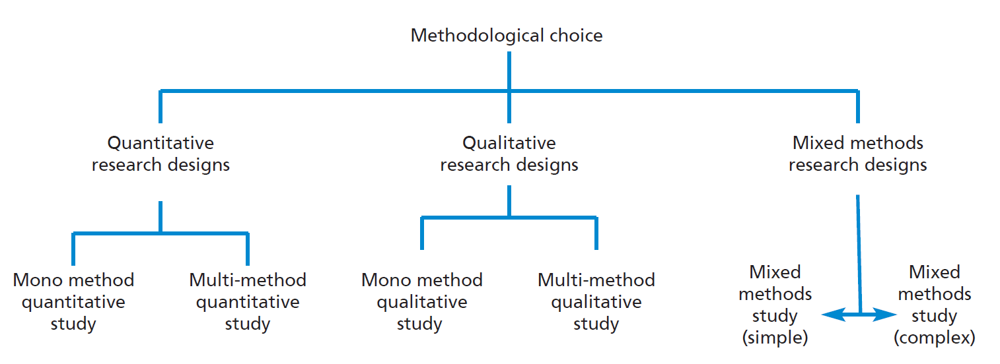 Methodological choice
Quantitative
research designs
Qualitative
research designs
Mixed methods
research designs
Mono method
quantitative
study
Multi-method
quantitative
study
Mono method
qualitative
study
Multi-method
qualitative
study
Mixed
methods
study
(simple)
Mixed
methods
study
(complex)